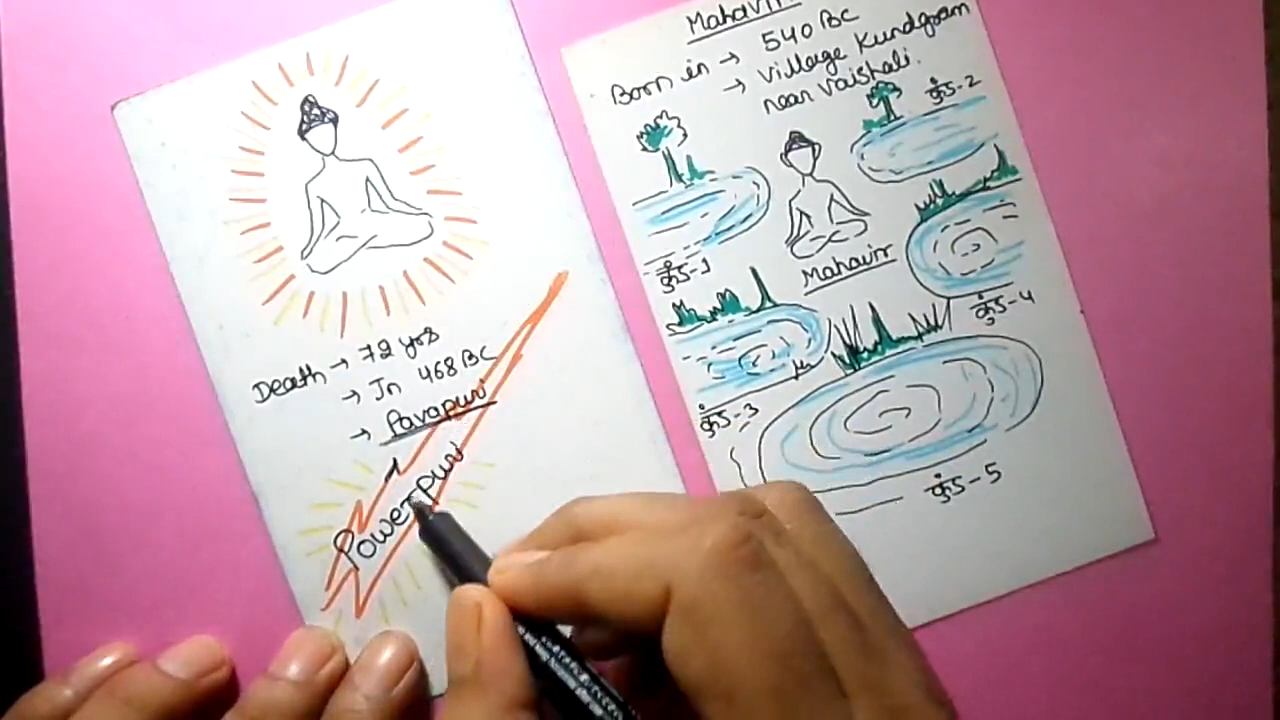 Death → 72 yrs
→ In 468 BC
→ Pavapuri
Powerpuri
Mahavir
Born in → 540 BC
→ Village Kundgram
near Vaishali.
कुंड-1
कुंड-2
Mahavir
कुंड-3
कुंड-4
कुंड-5